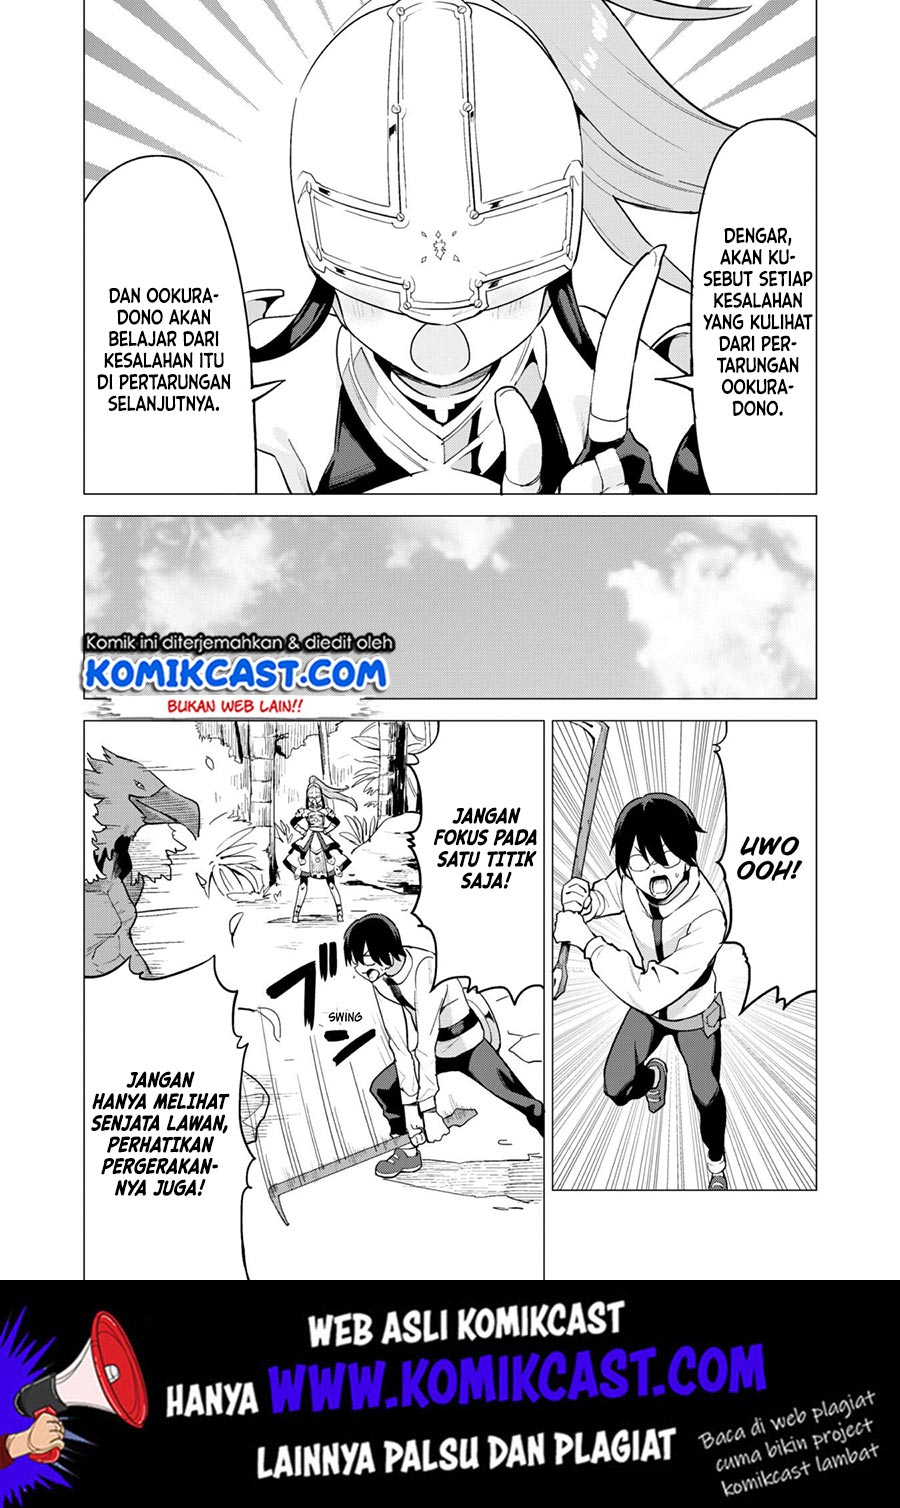 DENGAR,
AKAN KU-
SEBUT SETIAP
KESALAHAN
YANG KULIHAT
DARI PER-
TARUNGAN
OOKURA-
DONO.
DAN OOKURA-
DONO AKAN
BELAJAR DARI
KESALAHAN ITU
DI PERTARUNGAN
SELANJUTNYA.
Komik ini diterjemahkan & diedit oleh
KOMIKCAST.COM
BUKAN WEB LAIN!!
UWO
OOH!
JANGAN
FOKUS PADA
SATU TITIK
SAJA!
ブン
SWING
JANGAN
HANYA MELIHAT
SENJATA LAWAN,
PERHATIKAN
PERGERAKAN-
NYA JUGA!
WEB ASLI KOMIKCAST
HANYA WWW.KOMIKCAST.COM
LAINNYA PALSU DAN PLAGIAT
Baca di web plagiat
cuma bikin project
komikcast lambat